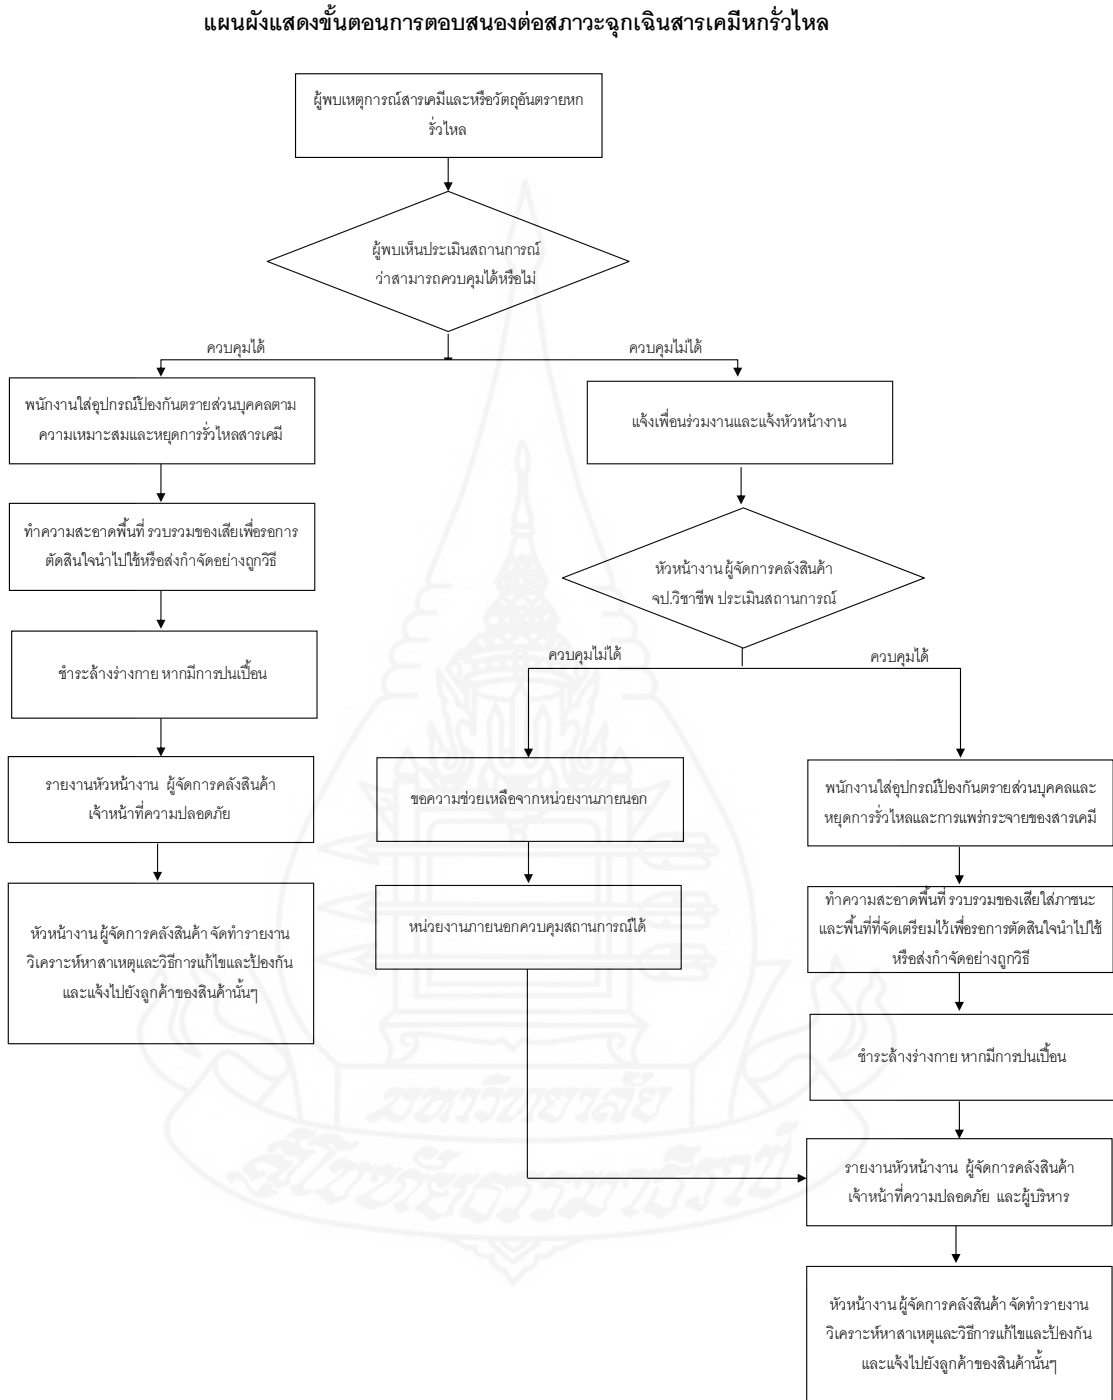 แผนผังแสดงขั้นตอนการตอบสนองต่อสภาวะฉุกเฉินสารเคมีหกรั่วไหล
ผู้พบเหตุการณ์สารเคมีและหรือวัตถุอันตรายหก
รั่วไหล
ผู้พบเห็นประเมินสถานการณ์
ว่าสามารถควบคุมได้หรือไม่
ควบคุมได้
ควบคุมไม่ได้
พนักงานใส่อุปกรณ์ป้องกันตรายส่วนบุคคลตาม
ความเหมาะสมและหยุดการรั่วไหลสารเคมี
แจ้งเพื่อนร่วมงานและแจ้งหัวหน้างาน
ทำความสะอาดพื้นที่ รวบรวมของเสียเพื่อรอการ
ตัดสินใจนำไปใช้หรือส่งกำจัดอย่างถูกวิธี
หัวหน้างาน ผู้จัดการคลังสินค้า
จป.วิชาชีพ ประเมินสถานการณ์
ชำระล้างร่างกาย หากมีการปนเปื้อน
ควบคุมไม่ได้
ควบคุมได้
รายงานหัวหน้างาน ผู้จัดการคลังสินค้า
เจ้าหน้าที่ความปลอดภัย
ขอความช่วยเหลือจากหน่วยงานภายนอก
พนักงานใส่อุปกรณ์ป้องกันตรายส่วนบุคคลและ
หยุดการรั่วไหลและการแพร่กระจายของสารเคมี
หัวหน้างาน ผู้จัดการคลังสินค้า จัดทำรายงาน
วิเคราะห์หาสาเหตุและวิธีการแก้ไขและป้องกัน
และแจ้งไปยังลูกค้าของสินค้านั้นๆ
หน่วยงานภายนอกควบคุมสถานการณ์ได้
ทำความสะอาดพื้นที่ รวบรวมของเสียใส่ภาชนะ
และพื้นที่ที่จัดเตรียมไว้เพื่อรอการตัดสินใจนำไปใช้
หรือส่งกำจัดอย่างถูกวิธี
ชำระล้างร่างกาย หากมีการปนเปื้อน
รายงานหัวหน้างาน ผู้จัดการคลังสินค้า
เจ้าหน้าที่ความปลอดภัย และผู้บริหาร
หัวหน้างาน ผู้จัดการคลังสินค้า จัดทำรายงาน
วิเคราะห์หาสาเหตุและวิธีการแก้ไขและป้องกัน
และแจ้งไปยังลูกค้าของสินค้านั้นๆ
มหาวิทยาลัย
สุโขทัยธรรมาธิราช